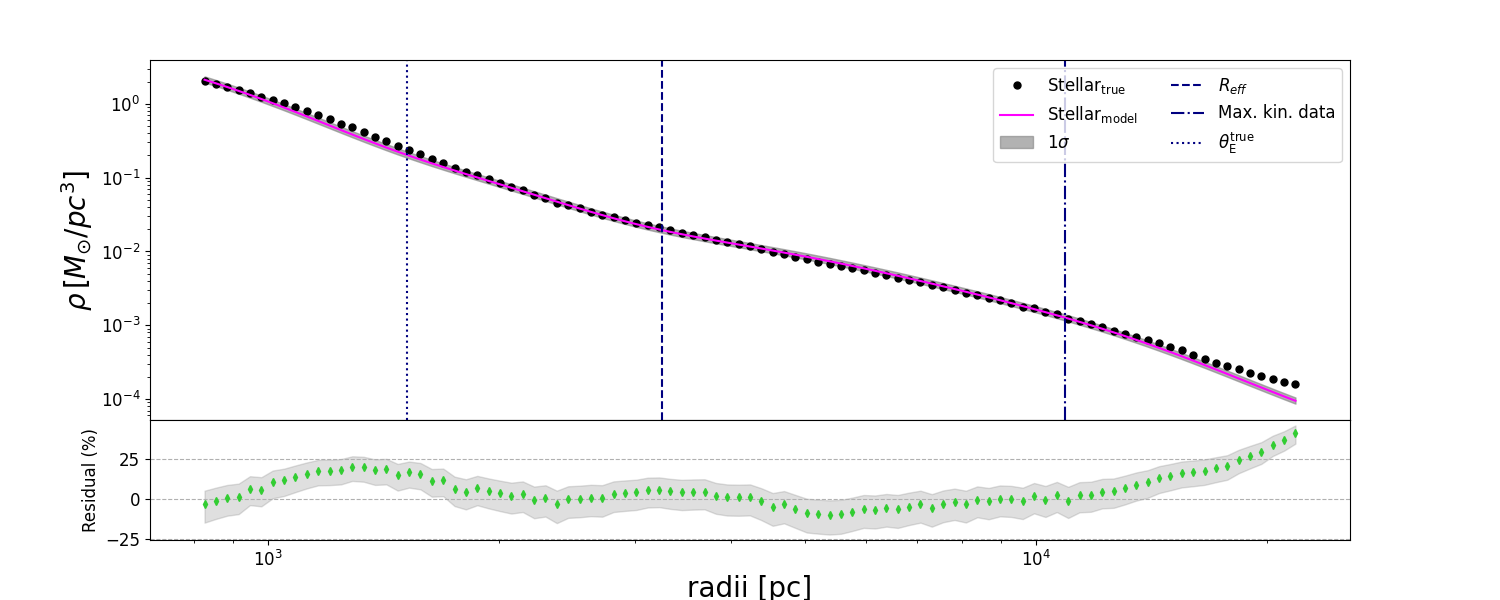 Stellar_true
Stellar_model
1σ
R_eff
Max. kin. data
θ_E^true
ρ [M_⊙/pc^3]
10^0
10^-1
10^-2
10^-3
10^-4
Residual (%)
25
0
−25
10^3
10^4
radii [pc]